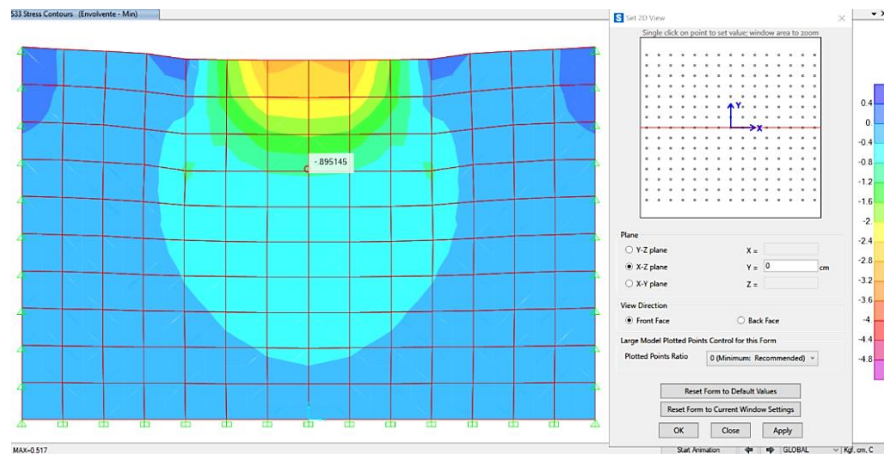 S33 Stress Contours (Envolvente - Min)
-.895145
MAX=0.517
Set 2D View
Single click on point to set value; window area to zoom
Y
X
Plane
Y-Z plane X =
X-Z plane Y = 0 cm
X-Y plane Z =
View Direction
Front Face Back Face
Large Model Plotted Points Control for this Form
Plotted Points Ratio 0 (Minimum: Recommended)
Reset Form to Default Values
Reset Form to Current Window Settings
OK Close Apply
0.4
0.
-0.4
-0.8
-1.2
-1.6
-2.
-2.4
-2.8
-3.2
-3.6
-4.
-4.4
-4.8
Start Animation GLOBAL Kgf, cm, C